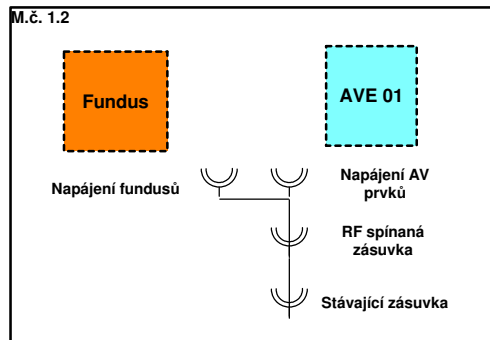 M.č. 1.2
Fundus
AVE 01
Napájení fundusů
Napájení AV
prvků
RF spínaná
zásuvka
Stávající zásuvka